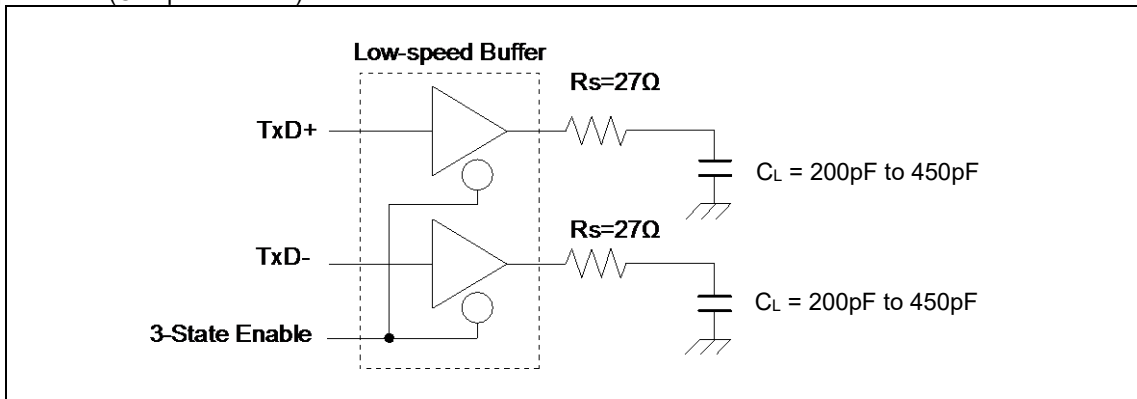 Low-speed Buffer
Rs=27Ω
TxD+
CL = 200pF to 450pF
Rs=27Ω
TxD-
CL = 200pF to 450pF
3-State Enable